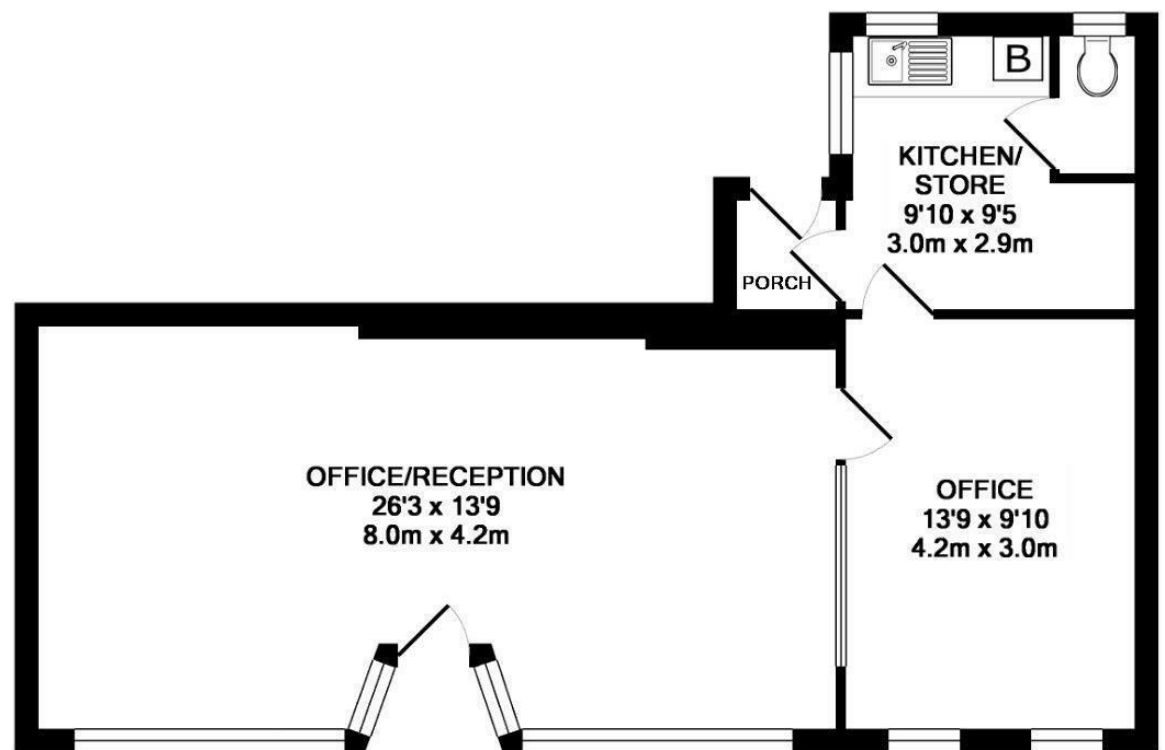 B
KITCHEN/
STORE
9'10 x 9'5
3.0m x 2.9m
PORCH
OFFICE/RECEPTION
26'3 x 13'9
8.0m x 4.2m
OFFICE
13'9 x 9'10
4.2m x 3.0m